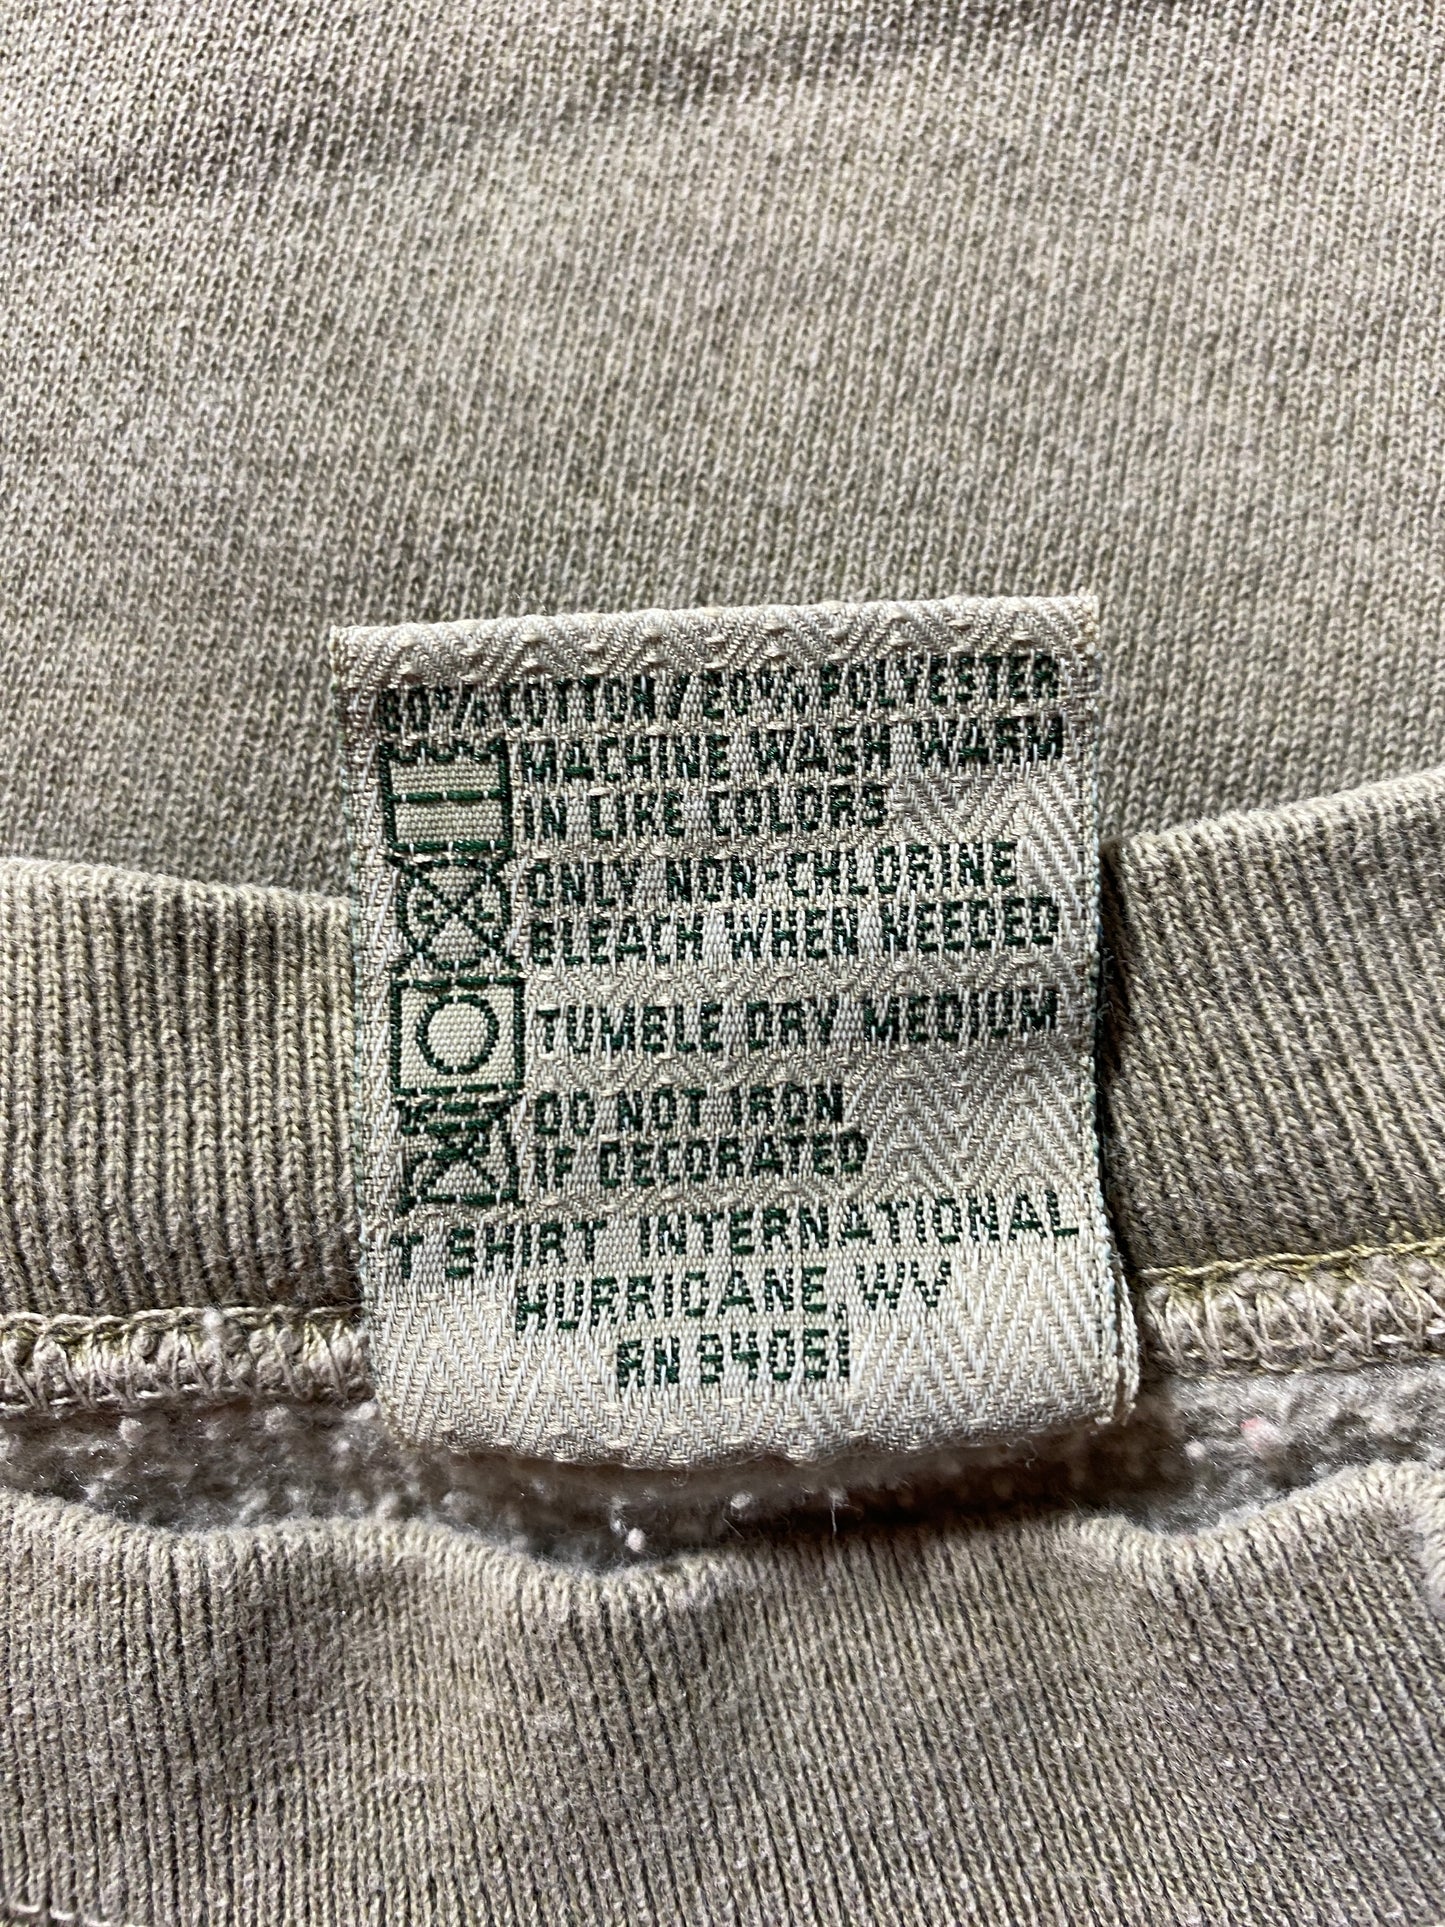 80% COTTON / 20% POLYESTER
MACHINE WASH WARM
IN LIKE COLORS
ONLY NON-CHLORINE
BLEACH WHEN NEEDED
TUMBLE DRY MEDIUM
DO NOT IRON
IF DECORATED
T SHIRT INTERNATIONAL
HURRICANE, WV
RN 94051